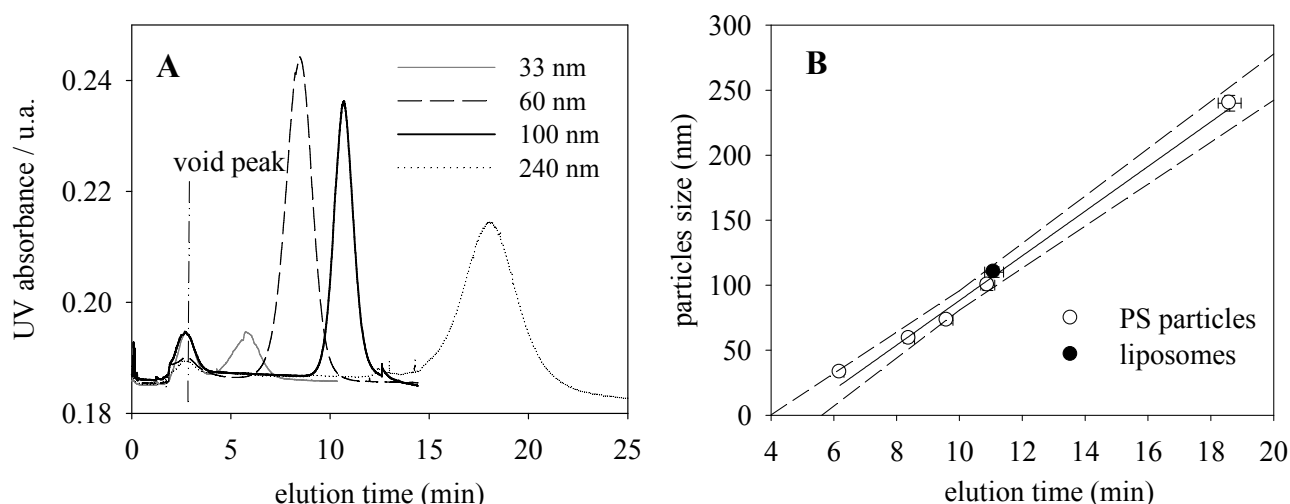 A
33 nm
60 nm
100 nm
240 nm
void peak
UV absorbance / u.a.
0.24
0.22
0.20
0.18
0 5 10 15 20 25
elution time (min)
B
particles size (nm)
300
250
200
150
100
50
0
PS particles
liposomes
4 6 8 10 12 14 16 18 20
elution time (min)